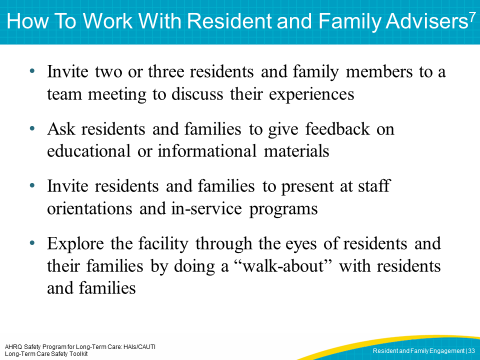 How To Work With Resident and Family Advisers7
• Invite two or three residents and family members to a
team meeting to discuss their experiences
• Ask residents and families to give feedback on
educational or informational materials
• Invite residents and families to present at staff
orientations and in-service programs
• Explore the facility through the eyes of residents and
their families by doing a “walk-about” with residents
and families
AHRQ Safety Program for Long-Term Care: HAIs/CAUTI
Long-Term Care Safety Toolkit
Resident and Family Engagement | 33